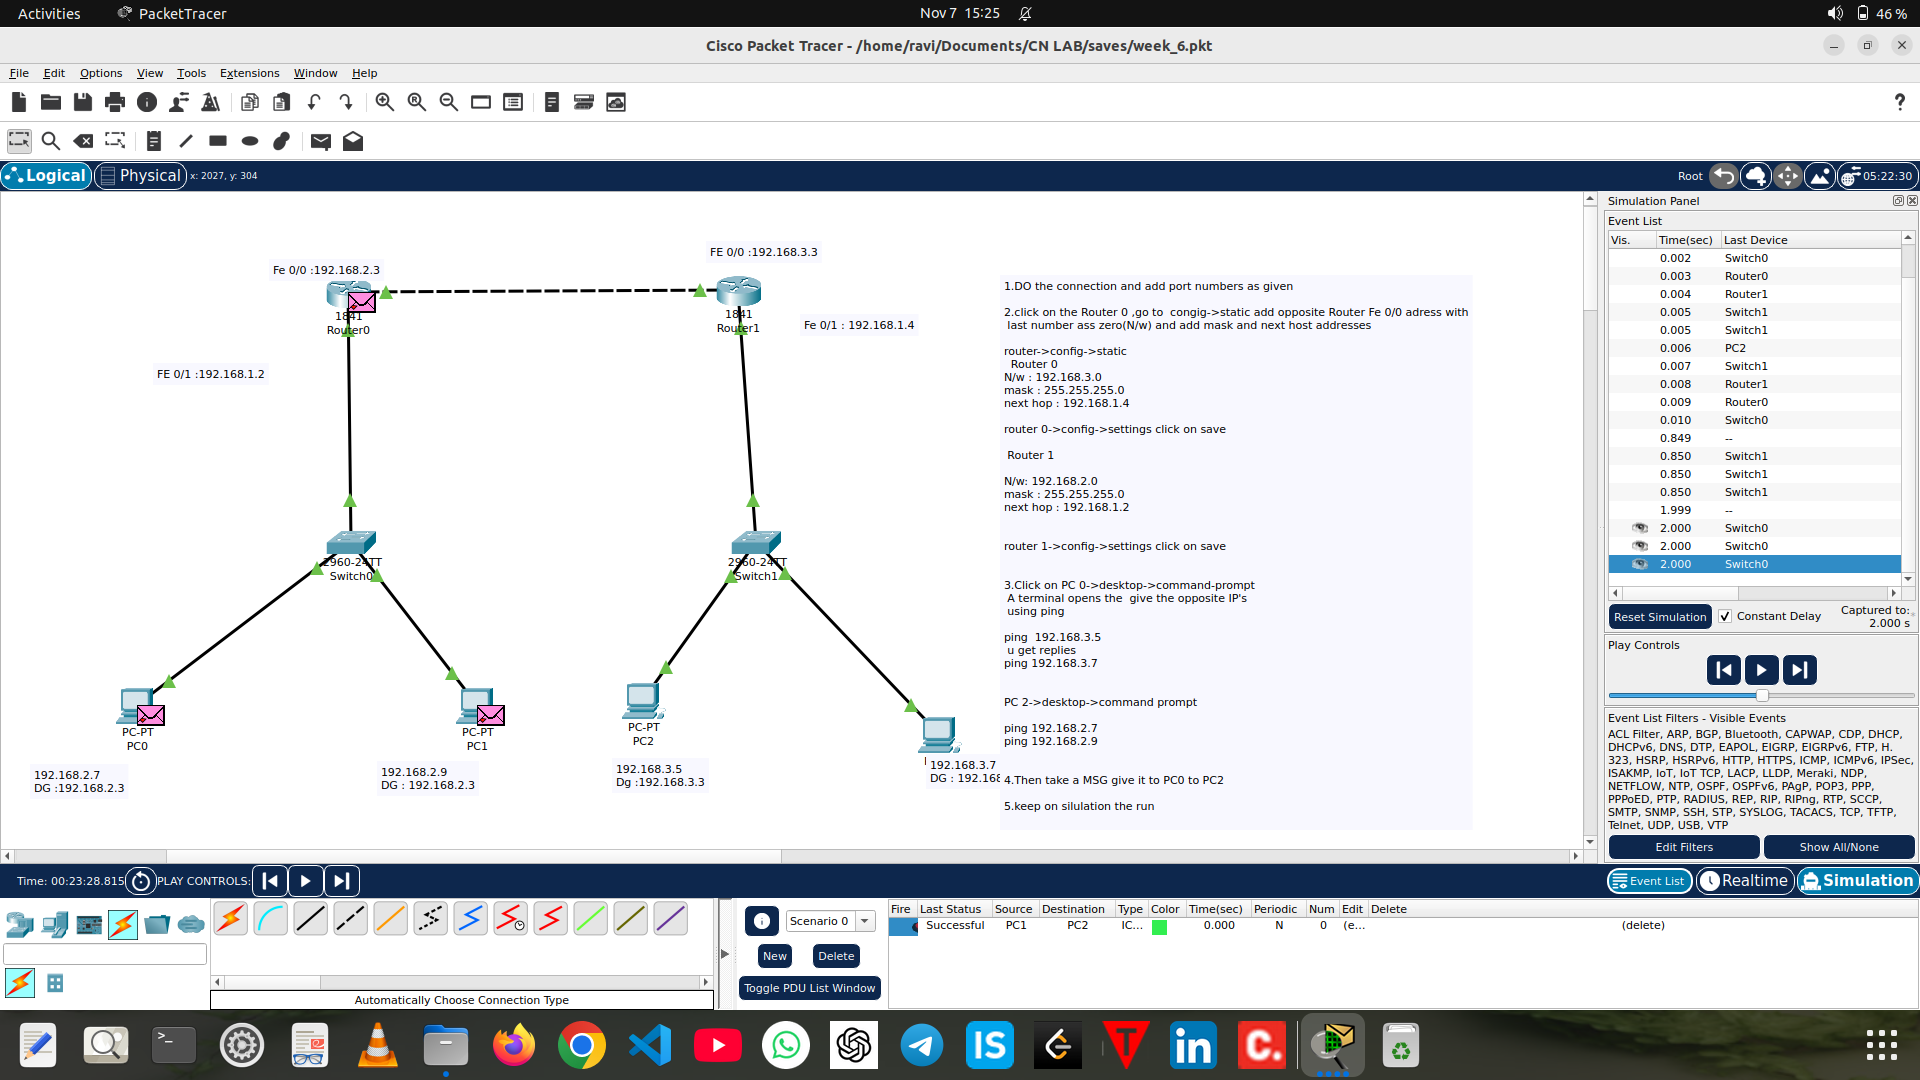 Activities PacketTracer Nov 7 15:25 46 %
Cisco Packet Tracer - /home/ravi/Documents/CN LAB/saves/week_6.pkt
File Edit Options View Tools Extensions Window Help
?
Logical Physical x: 2027, y: 304 Root 05:22:30
Fe 0/0 :192.168.2.3
1841
Router0
FE 0/1 :192.168.1.2
FE 0/0 :192.168.3.3
1841
Router1
Fe 0/1 : 192.168.1.4
2960-24TT
Switch0
2960-24TT
Switch1
PC-PT
PC0
192.168.2.7
DG :192.168.2.3
PC-PT
PC1
192.168.2.9
DG : 192.168.2.3
PC-PT
PC2
192.168.3.5
Dg :192.168.3.3
192.168.3.7
DG : 192.168
1.DO the connection and add port numbers as given
2.click on the Router 0 ,go to congig->static add opposite Router Fe 0/0 adress with
last number ass zero(N/w) and add mask and next host addresses
router->config->static
Router 0
N/w : 192.168.3.0
mask : 255.255.255.0
next hop : 192.168.1.4
router 0->config->settings click on save
Router 1
N/w: 192.168.2.0
mask : 255.255.255.0
next hop : 192.168.1.2
router 1->config->settings click on save
3.Click on PC 0->desktop->command-prompt
A terminal opens the give the opposite IP's
using ping
ping 192.168.3.5
u get replies
ping 192.168.3.7
PC 2->desktop->command prompt
ping 192.168.2.7
ping 192.168.2.9
4.Then take a MSG give it to PC0 to PC2
5.keep on silulation the run
Simulation Panel
Event List
Vis. Time(sec) Last Device
0.002 Switch0
0.003 Router0
0.004 Router1
0.005 Switch1
0.005 Switch1
0.006 PC2
0.007 Switch1
0.008 Router1
0.009 Router0
0.010 Switch0
0.849 --
0.850 Switch1
0.850 Switch1
0.850 Switch1
1.999 --
2.000 Switch0
2.000 Switch0
2.000 Switch0
Reset Simulation Constant Delay Captured to:
2.000 s
Play Controls
Event List Filters - Visible Events
ACL Filter, ARP, BGP, Bluetooth, CAPWAP, CDP, DHCP,
DHCPv6, DNS, DTP, EAPOL, EIGRP, EIGRPv6, FTP, H.
323, HSRP, HSRPv6, HTTP, HTTPS, ICMP, ICMPv6, IPSec,
ISAKMP, IoT, IoT TCP, LACP, LLDP, Meraki, NDP,
NETFLOW, NTP, OSPF, OSPFv6, PAgP, POP3, PPP,
PPPoED, PTP, RADIUS, REP, RIP, RIPng, RTP, SCCP,
SMTP, SNMP, SSH, STP, SYSLOG, TACACS, TCP, TFTP,
Telnet, UDP, USB, VTP
Edit Filters Show All/None
Time: 00:23:28.815 PLAY CONTROLS: Event List Realtime Simulation
Automatically Choose Connection Type
Scenario 0
New Delete
Toggle PDU List Window
Fire Last Status Source Destination Type Color Time(sec) Periodic Num Edit Delete
Successful PC1 PC2 IC... 0.000 N 0 (e... (delete)
>_ IS T in C.